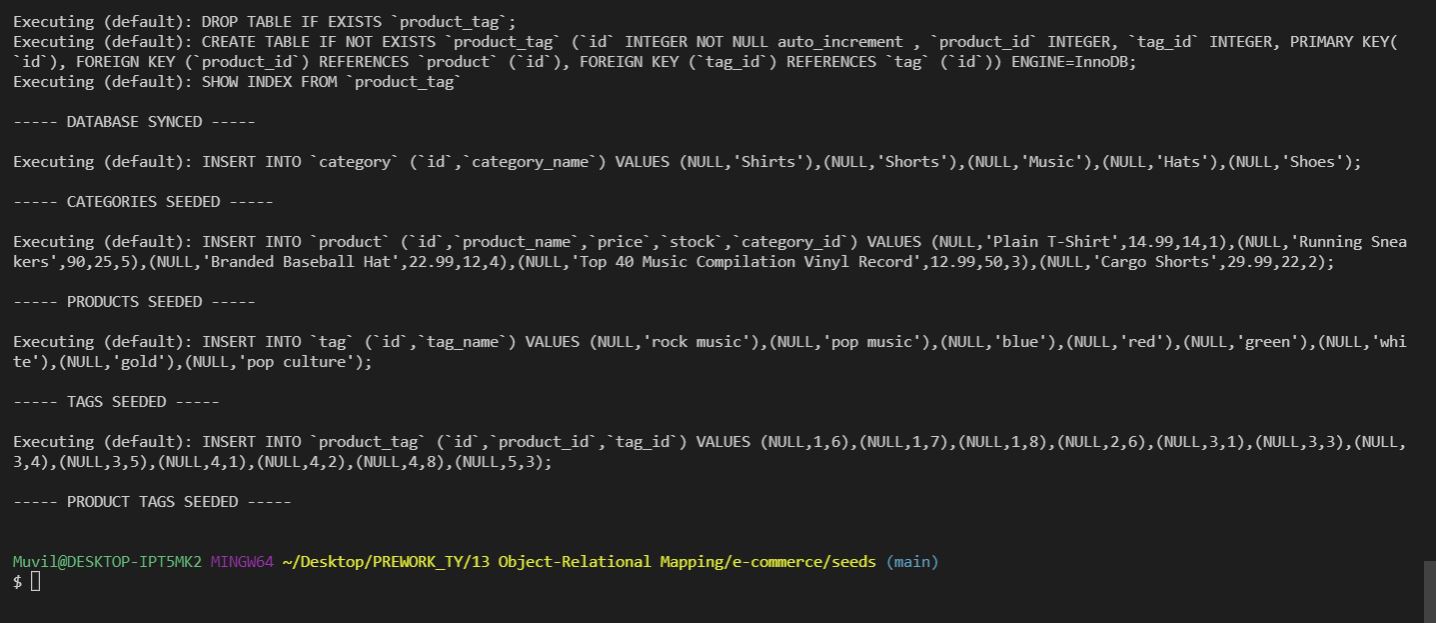 Executing (default): DROP TABLE IF EXISTS `product_tag`;
Executing (default): CREATE TABLE IF NOT EXISTS `product_tag` (`id` INTEGER NOT NULL auto_increment , `product_id` INTEGER, `tag_id` INTEGER, PRIMARY KEY(
`id`), FOREIGN KEY (`product_id`) REFERENCES `product` (`id`), FOREIGN KEY (`tag_id`) REFERENCES `tag` (`id`)) ENGINE=InnoDB;
Executing (default): SHOW INDEX FROM `product_tag`
----- DATABASE SYNCED -----
Executing (default): INSERT INTO `category` (`id`,`category_name`) VALUES (NULL,'Shirts'),(NULL,'Shorts'),(NULL,'Music'),(NULL,'Hats'),(NULL,'Shoes');
----- CATEGORIES SEEDED -----
Executing (default): INSERT INTO `product` (`id`,`product_name`,`price`,`stock`,`category_id`) VALUES (NULL,'Plain T-Shirt',14.99,14,1),(NULL,'Running Snea
kers',90,25,5),(NULL,'Branded Baseball Hat',22.99,12,4),(NULL,'Top 40 Music Compilation Vinyl Record',12.99,50,3),(NULL,'Cargo Shorts',29.99,22,2);
----- PRODUCTS SEEDED -----
Executing (default): INSERT INTO `tag` (`id`,`tag_name`) VALUES (NULL,'rock music'),(NULL,'pop music'),(NULL,'blue'),(NULL,'red'),(NULL,'green'),(NULL,'whi
te'),(NULL,'gold'),(NULL,'pop culture');
----- TAGS SEEDED -----
Executing (default): INSERT INTO `product_tag` (`id`,`product_id`,`tag_id`) VALUES (NULL,1,6),(NULL,1,7),(NULL,1,8),(NULL,2,6),(NULL,3,1),(NULL,3,3),(NULL,
3,4),(NULL,3,5),(NULL,4,1),(NULL,4,2),(NULL,4,8),(NULL,5,3);
----- PRODUCT TAGS SEEDED -----
Muvil@DESKTOP-IPT5MK2 MINGW64 ~/Desktop/PREWORK_TY/13 Object-Relational Mapping/e-commerce/seeds (main)
$